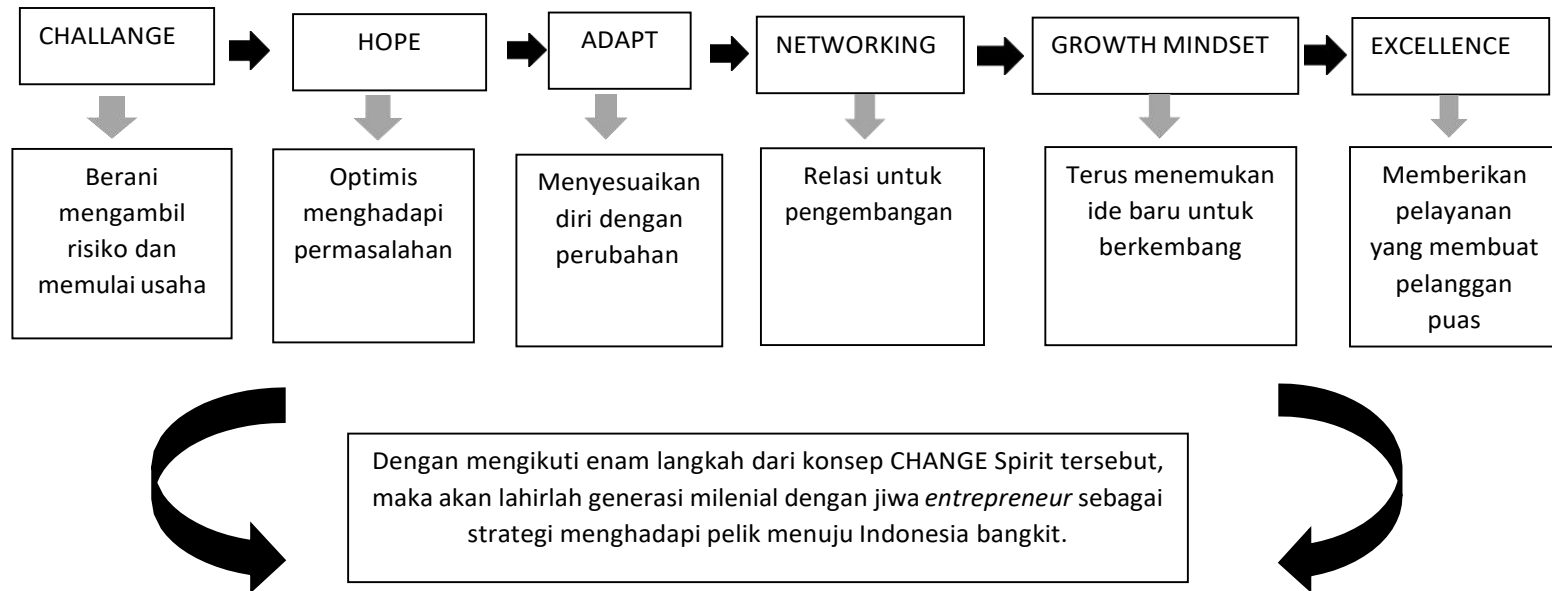 CHALLANGE
HOPE
ADAPT
NETWORKING
GROWTH MINDSET
EXCELLENCE
Berani
mengambil
risiko dan
memulai usaha
Optimis
menghadapi
permasalahan
Menyesuaikan
diri dengan
perubahan
Relasi untuk
pengembangan
Terus menemukan
ide baru untuk
berkembang
Memberikan
pelayanan
yang membuat
pelanggan
puas
Dengan mengikuti enam langkah dari konsep CHANGE Spirit tersebut,
maka akan lahirlah generasi milenial dengan jiwa entrepreneur sebagai
strategi menghadapi pelik menuju Indonesia bangkit.